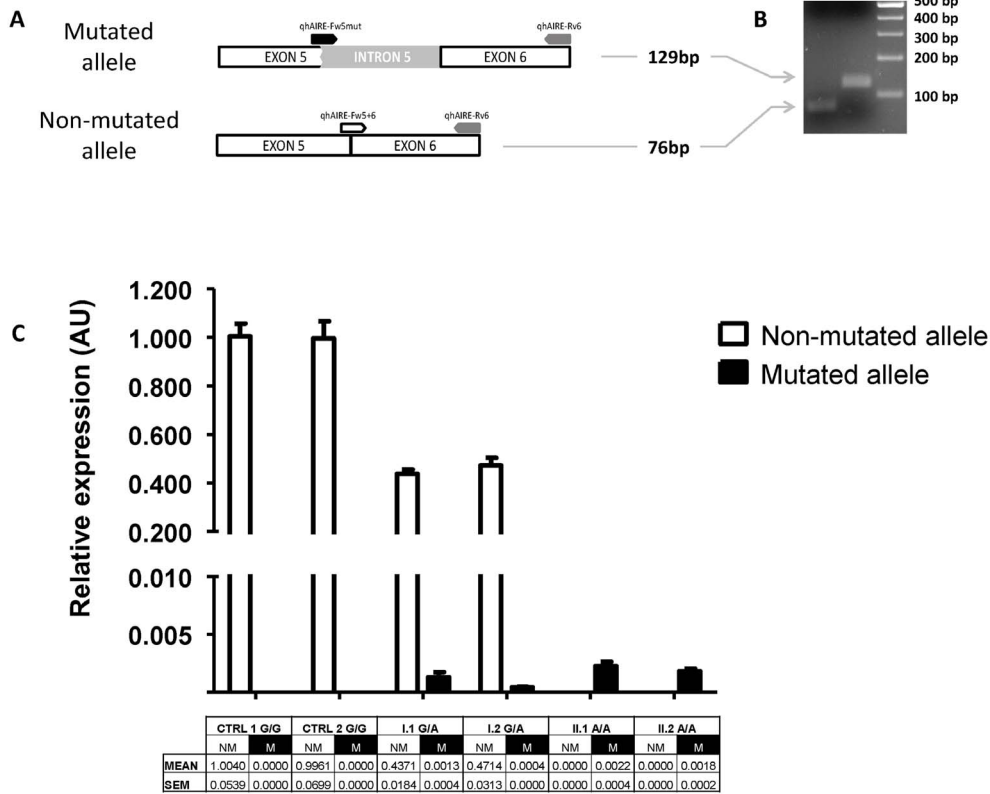 A
Mutated
allele
qhAIRE-Fw5mut
qhAIRE-Rv6
EXON 5
INTRON 5
EXON 6
129bp
Non-mutated
allele
qhAIRE-Fw5+6
qhAIRE-Rv6
EXON 5
EXON 6
76bp
B
500 bp
400 bp
300 bp
200 bp
100 bp
C
Relative expression (AU)
1.200
1.000
0.800
0.600
0.400
0.200
0.010
0.005
Non-mutated allele
Mutated allele
CTRL 1 G/G CTRL 2 G/G I.1 G/A I.2 G/A II.1 A/A II.2 A/A
NM M NM M NM M NM M NM M NM M
MEAN 1.0040 0.0000 0.9961 0.0000 0.4371 0.0013 0.4714 0.0004 0.0000 0.0022 0.0000 0.0018
SEM 0.0539 0.0000 0.0699 0.0000 0.0184 0.0004 0.0313 0.0000 0.0000 0.0004 0.0000 0.0002